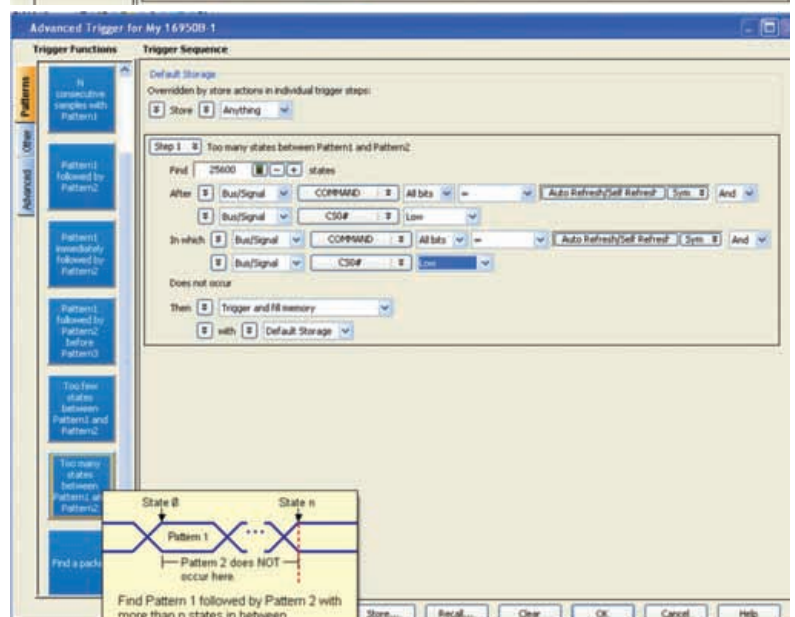 Advanced Trigger for My 16950B-1
Trigger Functions
Trigger Sequence
Patterns
Other
Advanced
N
consecutive
samples with
Pattern1
Pattern1
followed by
Pattern2
Pattern1
immediately
followed by
Pattern2
Pattern1
followed by
Pattern2
before
Pattern3
Too few
states
between
Pattern1 and
Pattern2
Too many
states
between
Pattern1 and
Pattern2
Find a packet
Default Storage
Overridden by store actions in individual trigger steps:
Store Anything
Step 1 Too many states between Pattern1 and Pattern2
Find 25600 - + states
After Bus/Signal COMMAND All bits = Auto Refresh/Self Refresh Sym And
Bus/Signal CS0# Low
In which Bus/Signal COMMAND All bits = Auto Refresh/Self Refresh Sym And
Bus/Signal CS0# Low
Does not occur
Then Trigger and fill memory
with Default Storage
State Ø State n
Pattern 1 ...
Pattern 2 does NOT
occur here.
Find Pattern 1 followed by Pattern 2 with
more than n states in between
Store... Recall... Clear OK Cancel Help